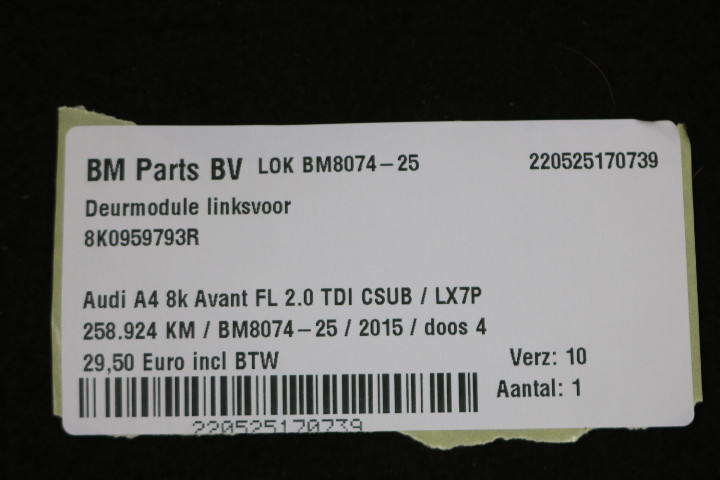 BM Parts BV LOK BM8074-25 220525170739
Deurmodule linksvoor
8K0959793R
Audi A4 8k Avant FL 2.0 TDI CSUB / LX7P
258.924 KM / BM8074-25 / 2015 / doos 4
29,50 Euro incl BTW Verz: 10
Aantal: 1
220525170739